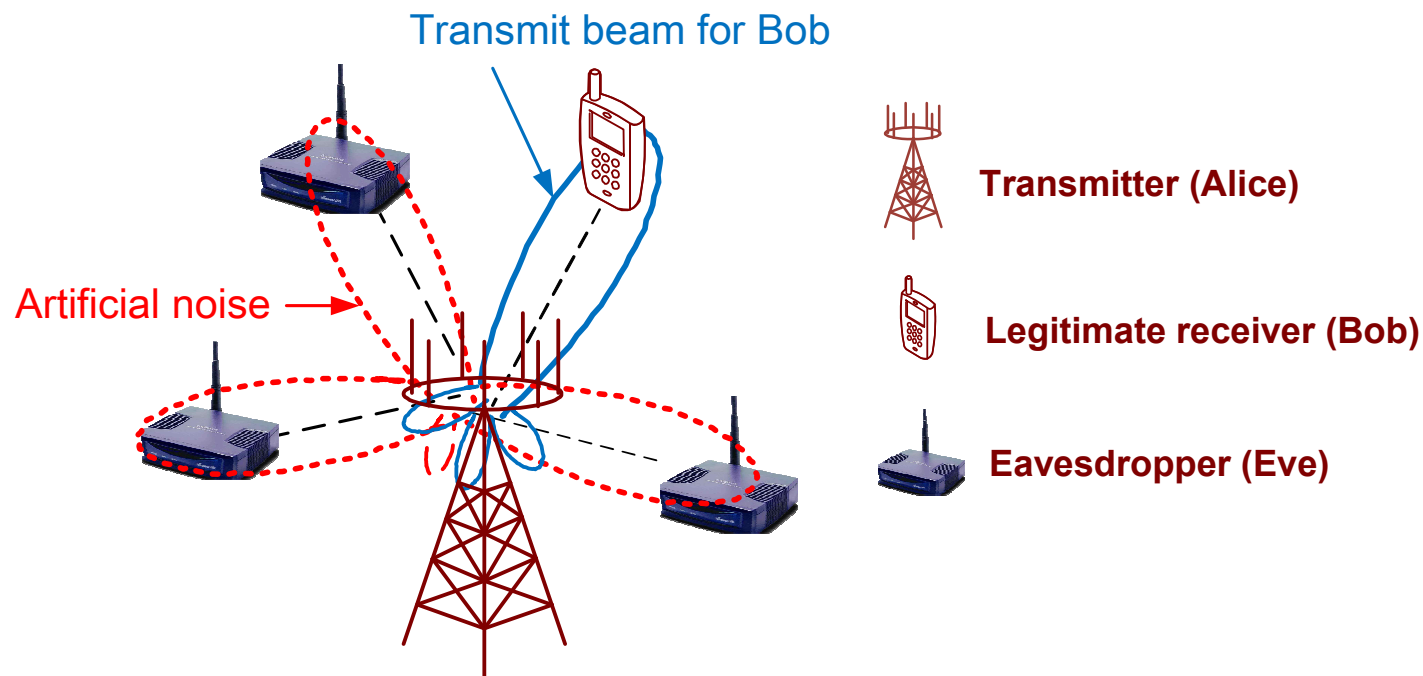 Transmit beam for Bob
Artificial noise
Transmitter (Alice)
Legitimate receiver (Bob)
Eavesdropper (Eve)